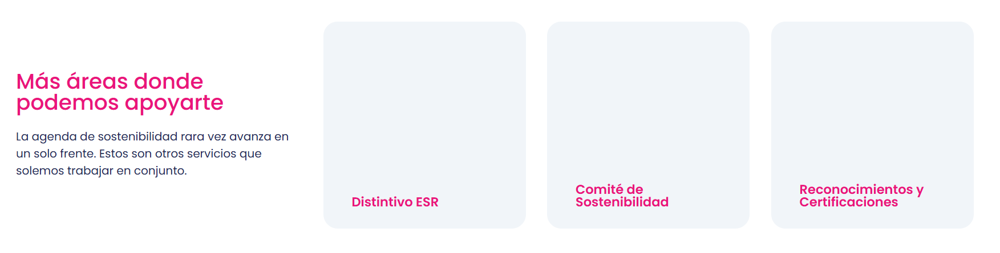 Más áreas donde
podemos apoyarte
La agenda de sostenibilidad rara vez avanza en
un solo frente. Estos son otros servicios que
solemos trabajar en conjunto.
Distintivo ESR
Comité de
Sostenibilidad
Reconocimientos y
Certificaciones